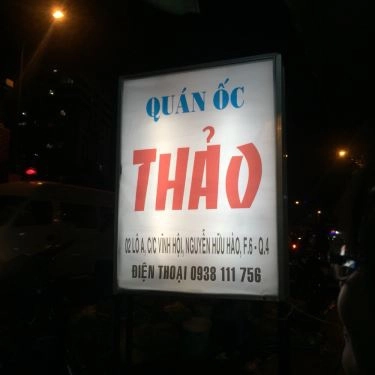 QUÁN ỐC
THẢO
02 LÔ A, C/C VĨNH HỘI, NGUYỄN HỮU HÀO, F.6 - Q.4
ĐIỆN THOẠI 0938 111 756